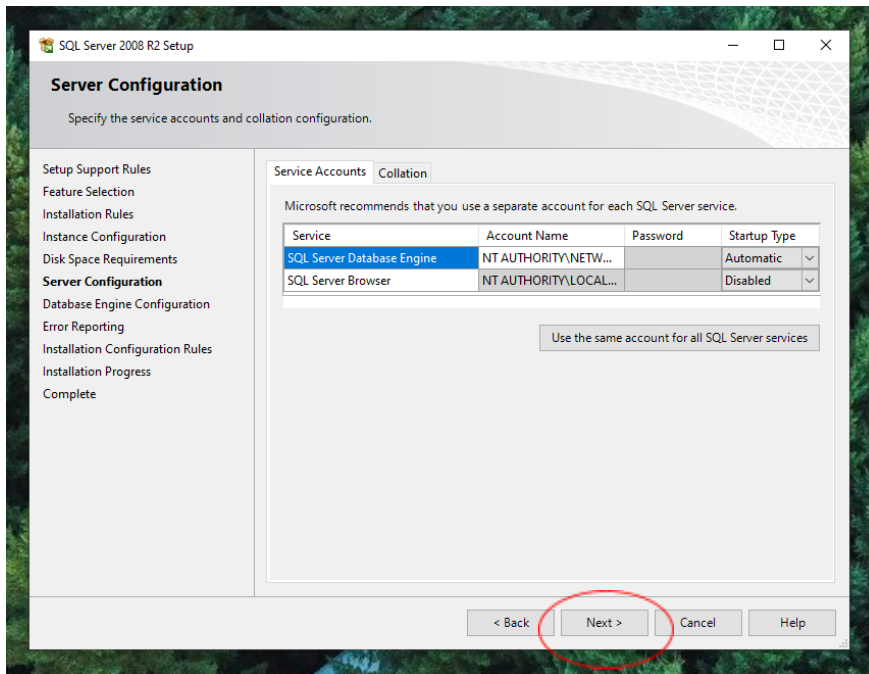 SQL Server 2008 R2 Setup
Server Configuration
Specify the service accounts and collation configuration.
Setup Support Rules
Feature Selection
Installation Rules
Instance Configuration
Disk Space Requirements
Server Configuration
Database Engine Configuration
Error Reporting
Installation Configuration Rules
Installation Progress
Complete
Service Accounts Collation
Microsoft recommends that you use a separate account for each SQL Server service.
Service Account Name Password Startup Type
SQL Server Database Engine NT AUTHORITY\NETW... Automatic
SQL Server Browser NT AUTHORITY\LOCAL... Disabled
Use the same account for all SQL Server services
< Back Next > Cancel Help